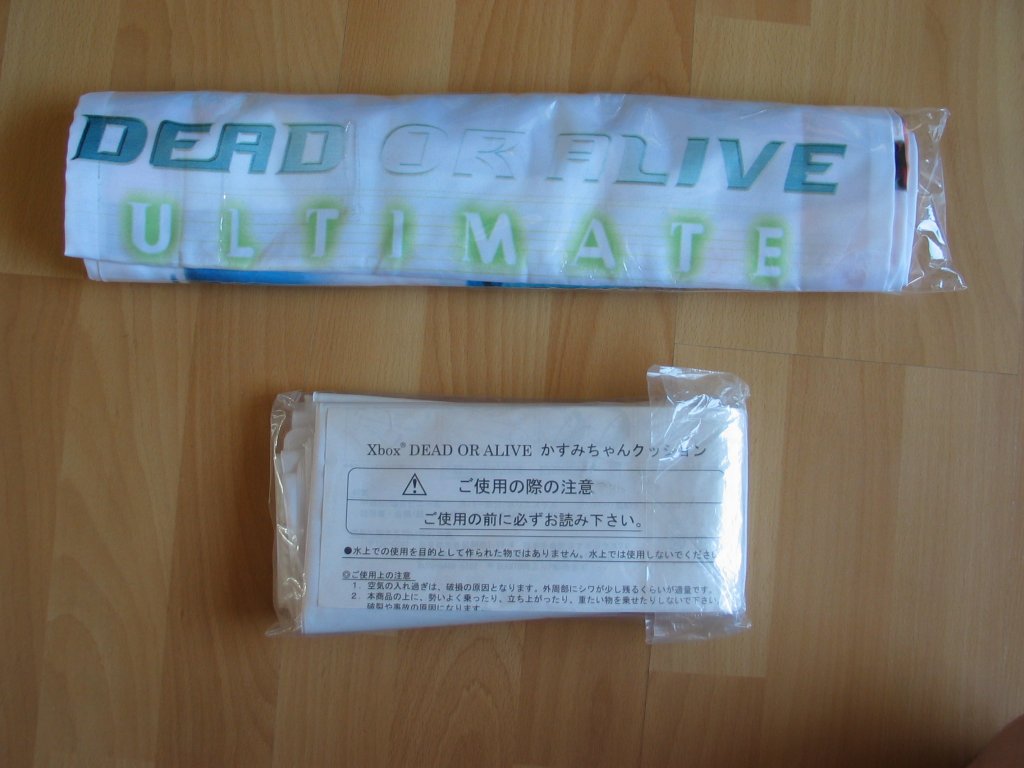 DEAD OR ALIVE
ULTIMATE
Xbox® DEAD OR ALIVE かすみちゃんクッション
ご使用の際の注意
ご使用の前に必ずお読み下さい。
●水上での使用を目的として作られた物ではありません。水上では使用しないでくださ
◎ご使用上の注意
1. 空気の入れ過ぎは、破損の原因となります。外周部にシワが少し残るくらいが適量です。
2. 本商品の上に、勢いよく乗ったり、立ち上がったり、重たい物を乗せたりしないで下さい
破裂や事故の原因になります。